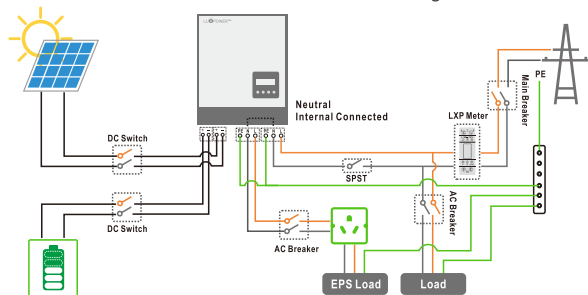 LUXPOWER
Neutral
Internal Connected
LXP Meter
Main Breaker
PE
DC Switch
SPST
AC Breaker
DC Switch
AC Breaker
EPS Load
Load